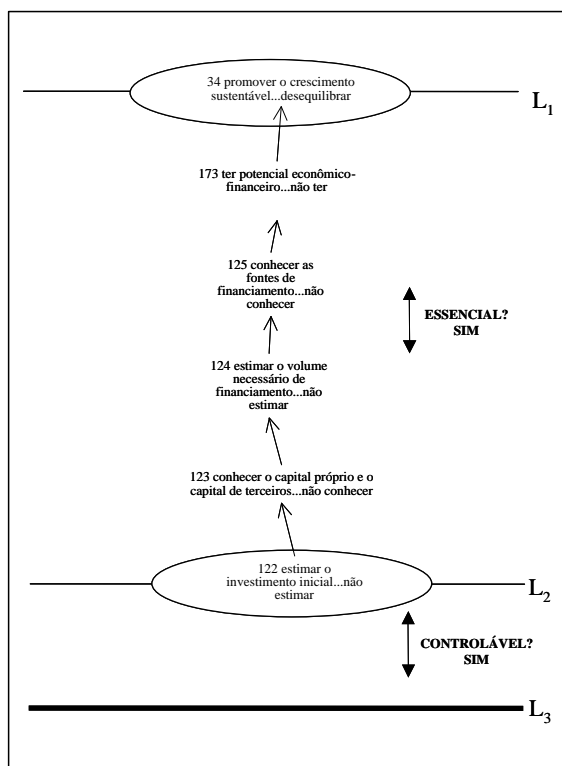 34 promover o crescimento
sustentável...desequilibrar
L1
173 ter potencial econômico-
financeiro...não ter
125 conhecer as
fontes de
financiamento...não
conhecer
ESSENCIAL?
SIM
124 estimar o volume
necessário de
financiamento...não
estimar
123 conhecer o capital próprio e o
capital de terceiros...não conhecer
122 estimar o
investimento inicial...não
estimar
L2
CONTROLÁVEL?
SIM
L3